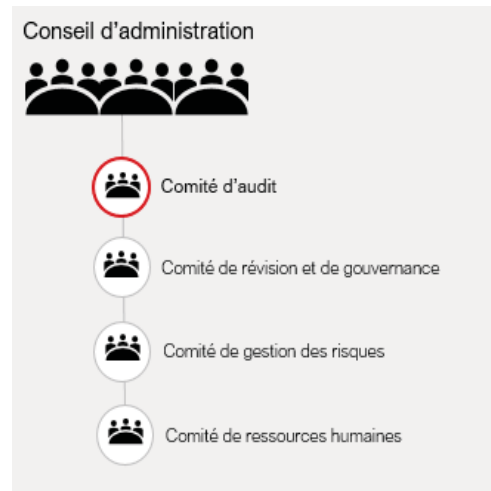 Conseil d'administration
Comité d'audit
Comité de révision et de gouvernance
Comité de gestion des risques
Comité de ressources humaines